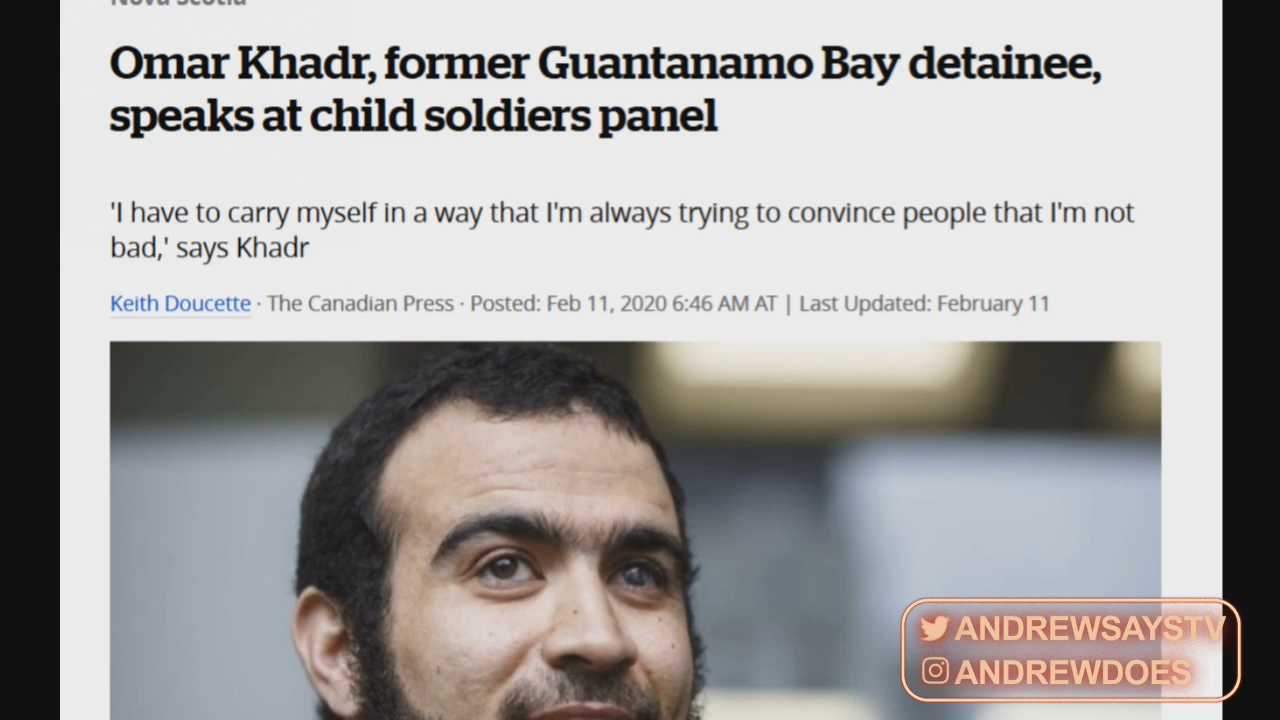 Nova Scotia
Omar Khadr, former Guantanamo Bay detainee,
speaks at child soldiers panel
'I have to carry myself in a way that I'm always trying to convince people that I'm not
bad,' says Khadr
Keith Doucette · The Canadian Press · Posted: Feb 11, 2020 6:46 AM AT | Last Updated: February 11
ANDREWSAYSTV
ANDREWDOES